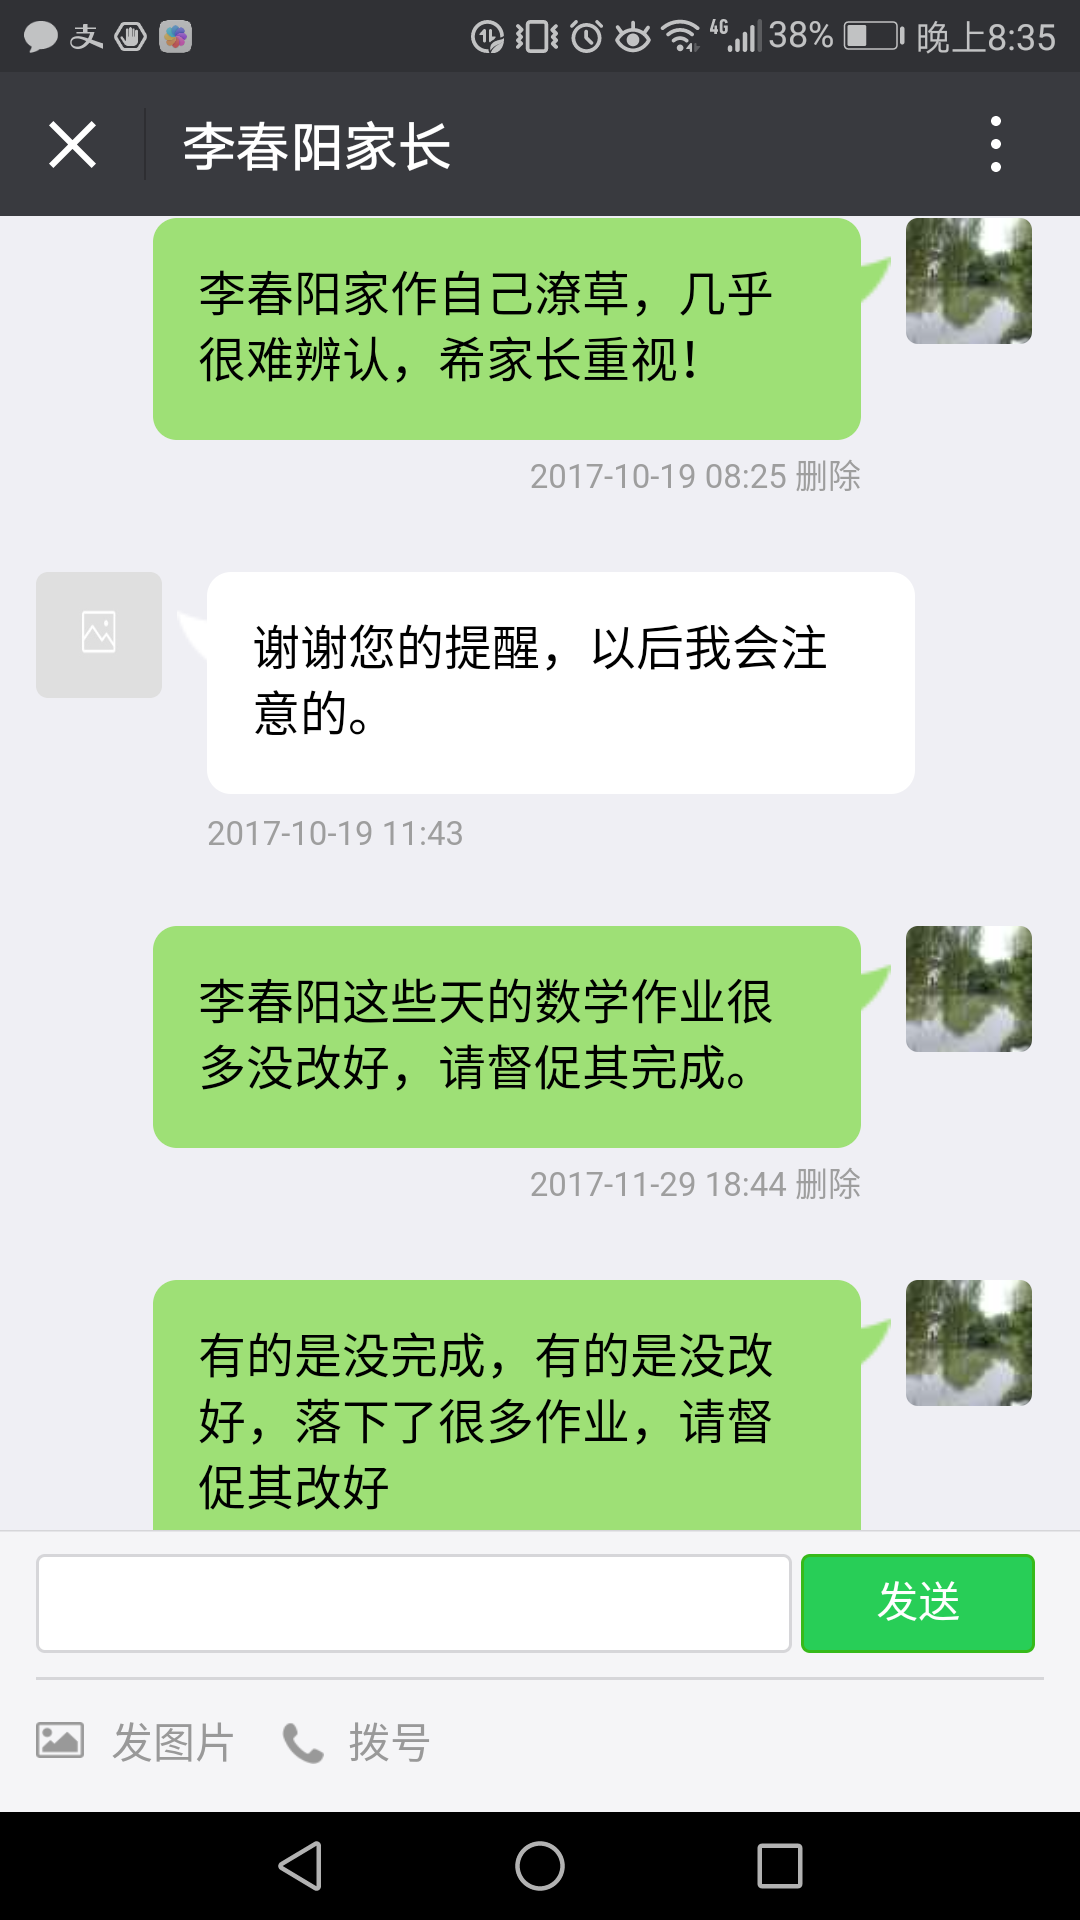 4G 38% 晚上8:35
李春阳家长
李春阳家作自己潦草，几乎
很难辨认，希家长重视！
2017-10-19 08:25 删除
谢谢您的提醒，以后我会注
意的。
2017-10-19 11:43
李春阳这些天的数学作业很
多没改好，请督促其完成。
2017-11-29 18:44 删除
有的是没完成，有的是没改
好，落下了很多作业，请督
促其改好
发送
发图片 拨号